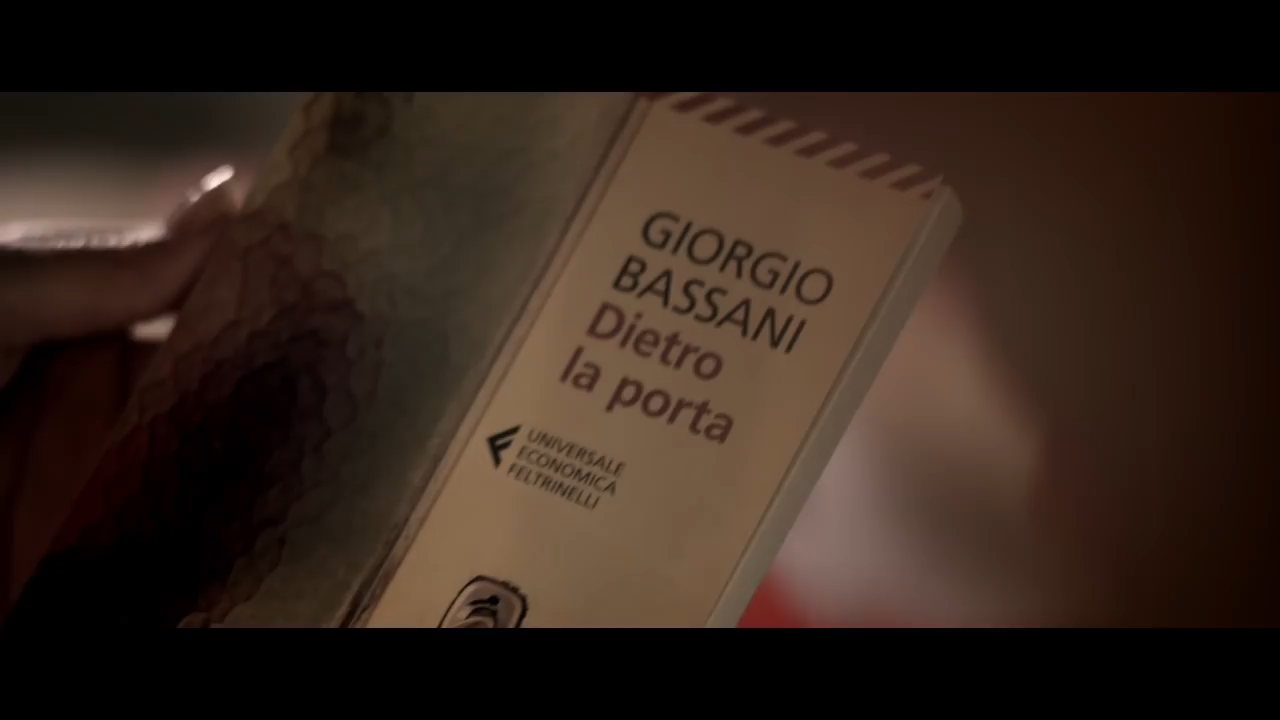 GIORGIO
BASSANI
Dietro
la porta
UNIVERSALE
ECONOMICA
FELTRINELLI